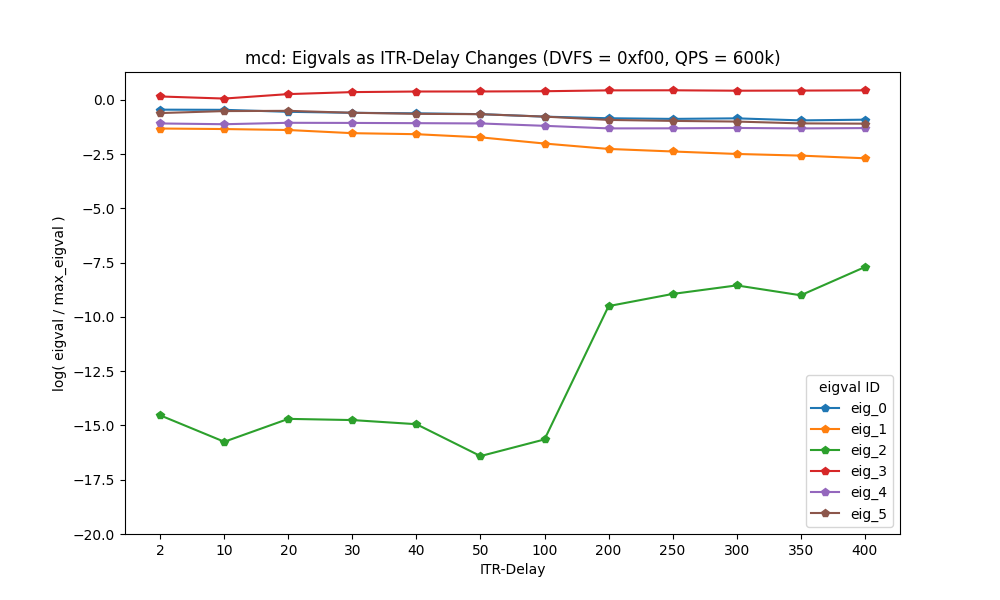 mcd: Eigvals as ITR-Delay Changes (DVFS = 0xf00, QPS = 600k)
log( eigval / max_eigval )
0.0
−2.5
−5.0
−7.5
−10.0
−12.5
−15.0
−17.5
−20.0
2 10 20 30 40 50 100 200 250 300 350 400
ITR-Delay
eigval ID
eig_0
eig_1
eig_2
eig_3
eig_4
eig_5